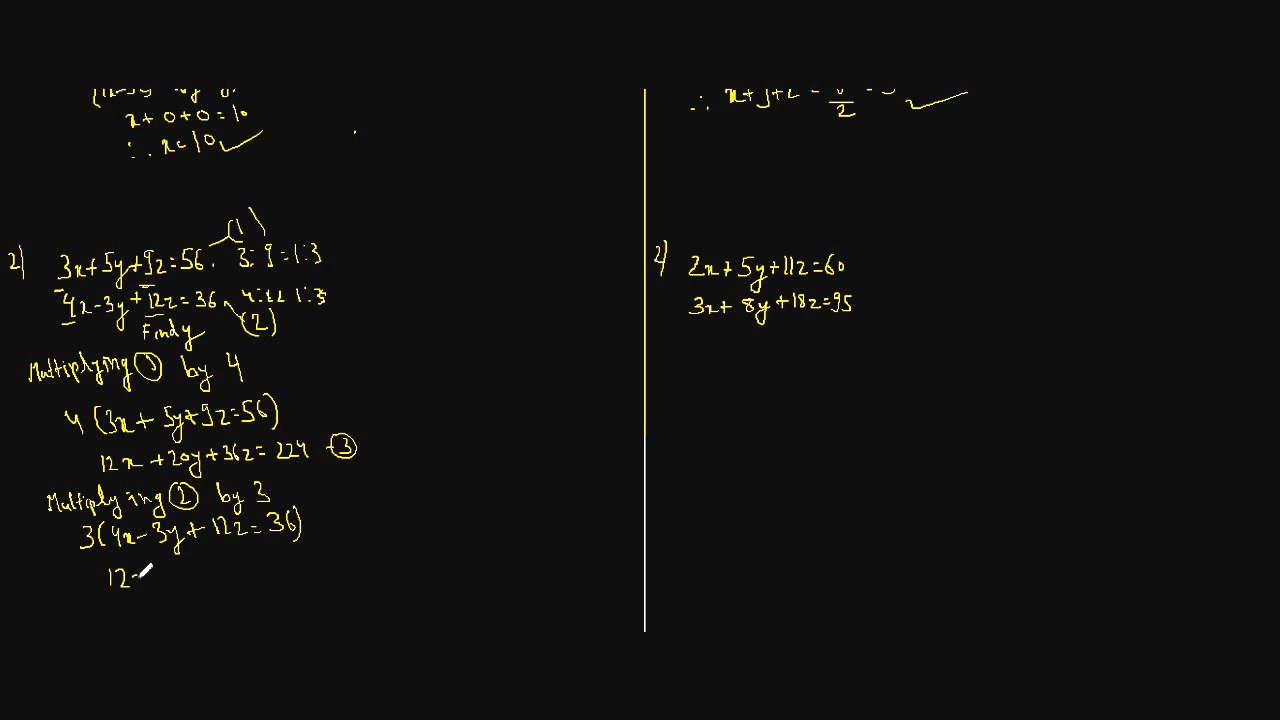 x + 0 + 0 = 10
∴ x = 10 ✓
2) 3x + 5y + 9z = 56. (1) 3:9 = 1:3
4x - 3y + 12z = 36 (2) 4:12 1:3
Find y
Multiplying ① by 4
4 (3x + 5y + 9z = 56)
12x + 20y + 36z = 224 - ③
Multiplying ② by 3
3 (4x - 3y + 12z = 36)
12
∴ x + y + z =
2
2) 2x + 5y + 11z = 60
3x + 8y + 18z = 95